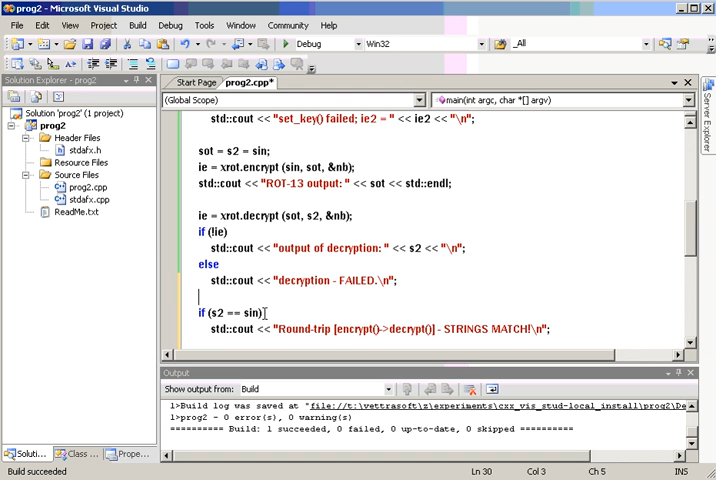 prog2 - Microsoft Visual Studio
File Edit View Project Build Debug Tools Window Community Help
Debug Win32 _All
Solution Explorer - prog2
Start Page prog2.cpp*
(Global Scope) main(int argc, char *[] argv)
Solution 'prog2' (1 project)
prog2
Header Files
stdafx.h
Resource Files
Source Files
prog2.cpp
stdafx.cpp
ReadMe.txt
std::cout << "set_key() failed; ie2 = " << ie2 << "\n";
sot = s2 = sin;
ie = xrot.encrypt (sin, sot, &nb);
std::cout << "ROT-13 output: " << sot << std::endl;
ie = xrot.decrypt (sot, s2, &nb);
if (!ie)
std::cout << "output of decryption: " << s2 << "\n";
else
std::cout << "decryption - FAILED.\n";
if (s2 == sin)
std::cout << "Round-trip [encrypt()->decrypt()] - STRINGS MATCH!\n";
Server Explorer
Output
Show output from: Build
1>Build log was saved at "file://t:\vettrasoft\z\experiments\cxx_vis_stud-local_install\prog2\De
1>prog2 - 0 error(s), 0 warning(s)
========== Build: 1 succeeded, 0 failed, 0 up-to-date, 0 skipped ==========
Soluti... Class ... Prope...
Build succeeded Ln 30 Col 3 Ch 5